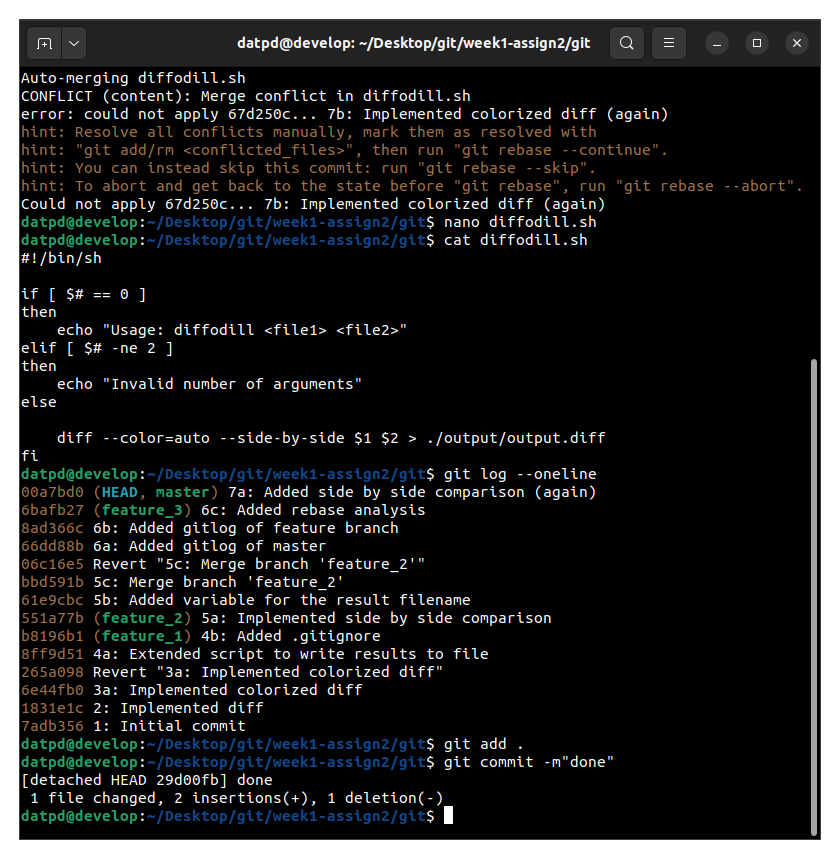 datpd@develop: ~/Desktop/git/week1-assign2/git
Auto-merging diffodill.sh
CONFLICT (content): Merge conflict in diffodill.sh
error: could not apply 67d250c... 7b: Implemented colorized diff (again)
hint: Resolve all conflicts manually, mark them as resolved with
hint: "git add/rm <conflicted_files>", then run "git rebase --continue".
hint: You can instead skip this commit: run "git rebase --skip".
hint: To abort and get back to the state before "git rebase", run "git rebase --abort".
Could not apply 67d250c... 7b: Implemented colorized diff (again)
datpd@develop:~/Desktop/git/week1-assign2/git$ nano diffodill.sh
datpd@develop:~/Desktop/git/week1-assign2/git$ cat diffodill.sh
#!/bin/sh

if [ $# == 0 ]
then
    echo "Usage: diffodill <file1> <file2>"
elif [ $# -ne 2 ]
then
    echo "Invalid number of arguments"
else

    diff --color=auto --side-by-side $1 $2 > ./output/output.diff
fi
datpd@develop:~/Desktop/git/week1-assign2/git$ git log --oneline
00a7bd0 (HEAD, master) 7a: Added side by side comparison (again)
6bafb27 (feature_3) 6c: Added rebase analysis
8ad366c 6b: Added gitlog of feature branch
66dd88b 6a: Added gitlog of master
06c16e5 Revert "5c: Merge branch 'feature_2'"
bbd591b 5c: Merge branch 'feature_2'
61e9cbc 5b: Added variable for the result filename
551a77b (feature_2) 5a: Implemented side by side comparison
b8196b1 (feature_1) 4b: Added .gitignore
8ff9d51 4a: Extended script to write results to file
265a098 Revert "3a: Implemented colorized diff"
6e44fb0 3a: Implemented colorized diff
1831e1c 2: Implemented diff
7adb356 1: Initial commit
datpd@develop:~/Desktop/git/week1-assign2/git$ git add .
datpd@develop:~/Desktop/git/week1-assign2/git$ git commit -m"done"
[detached HEAD 29d00fb] done
 1 file changed, 2 insertions(+), 1 deletion(-)
datpd@develop:~/Desktop/git/week1-assign2/git$